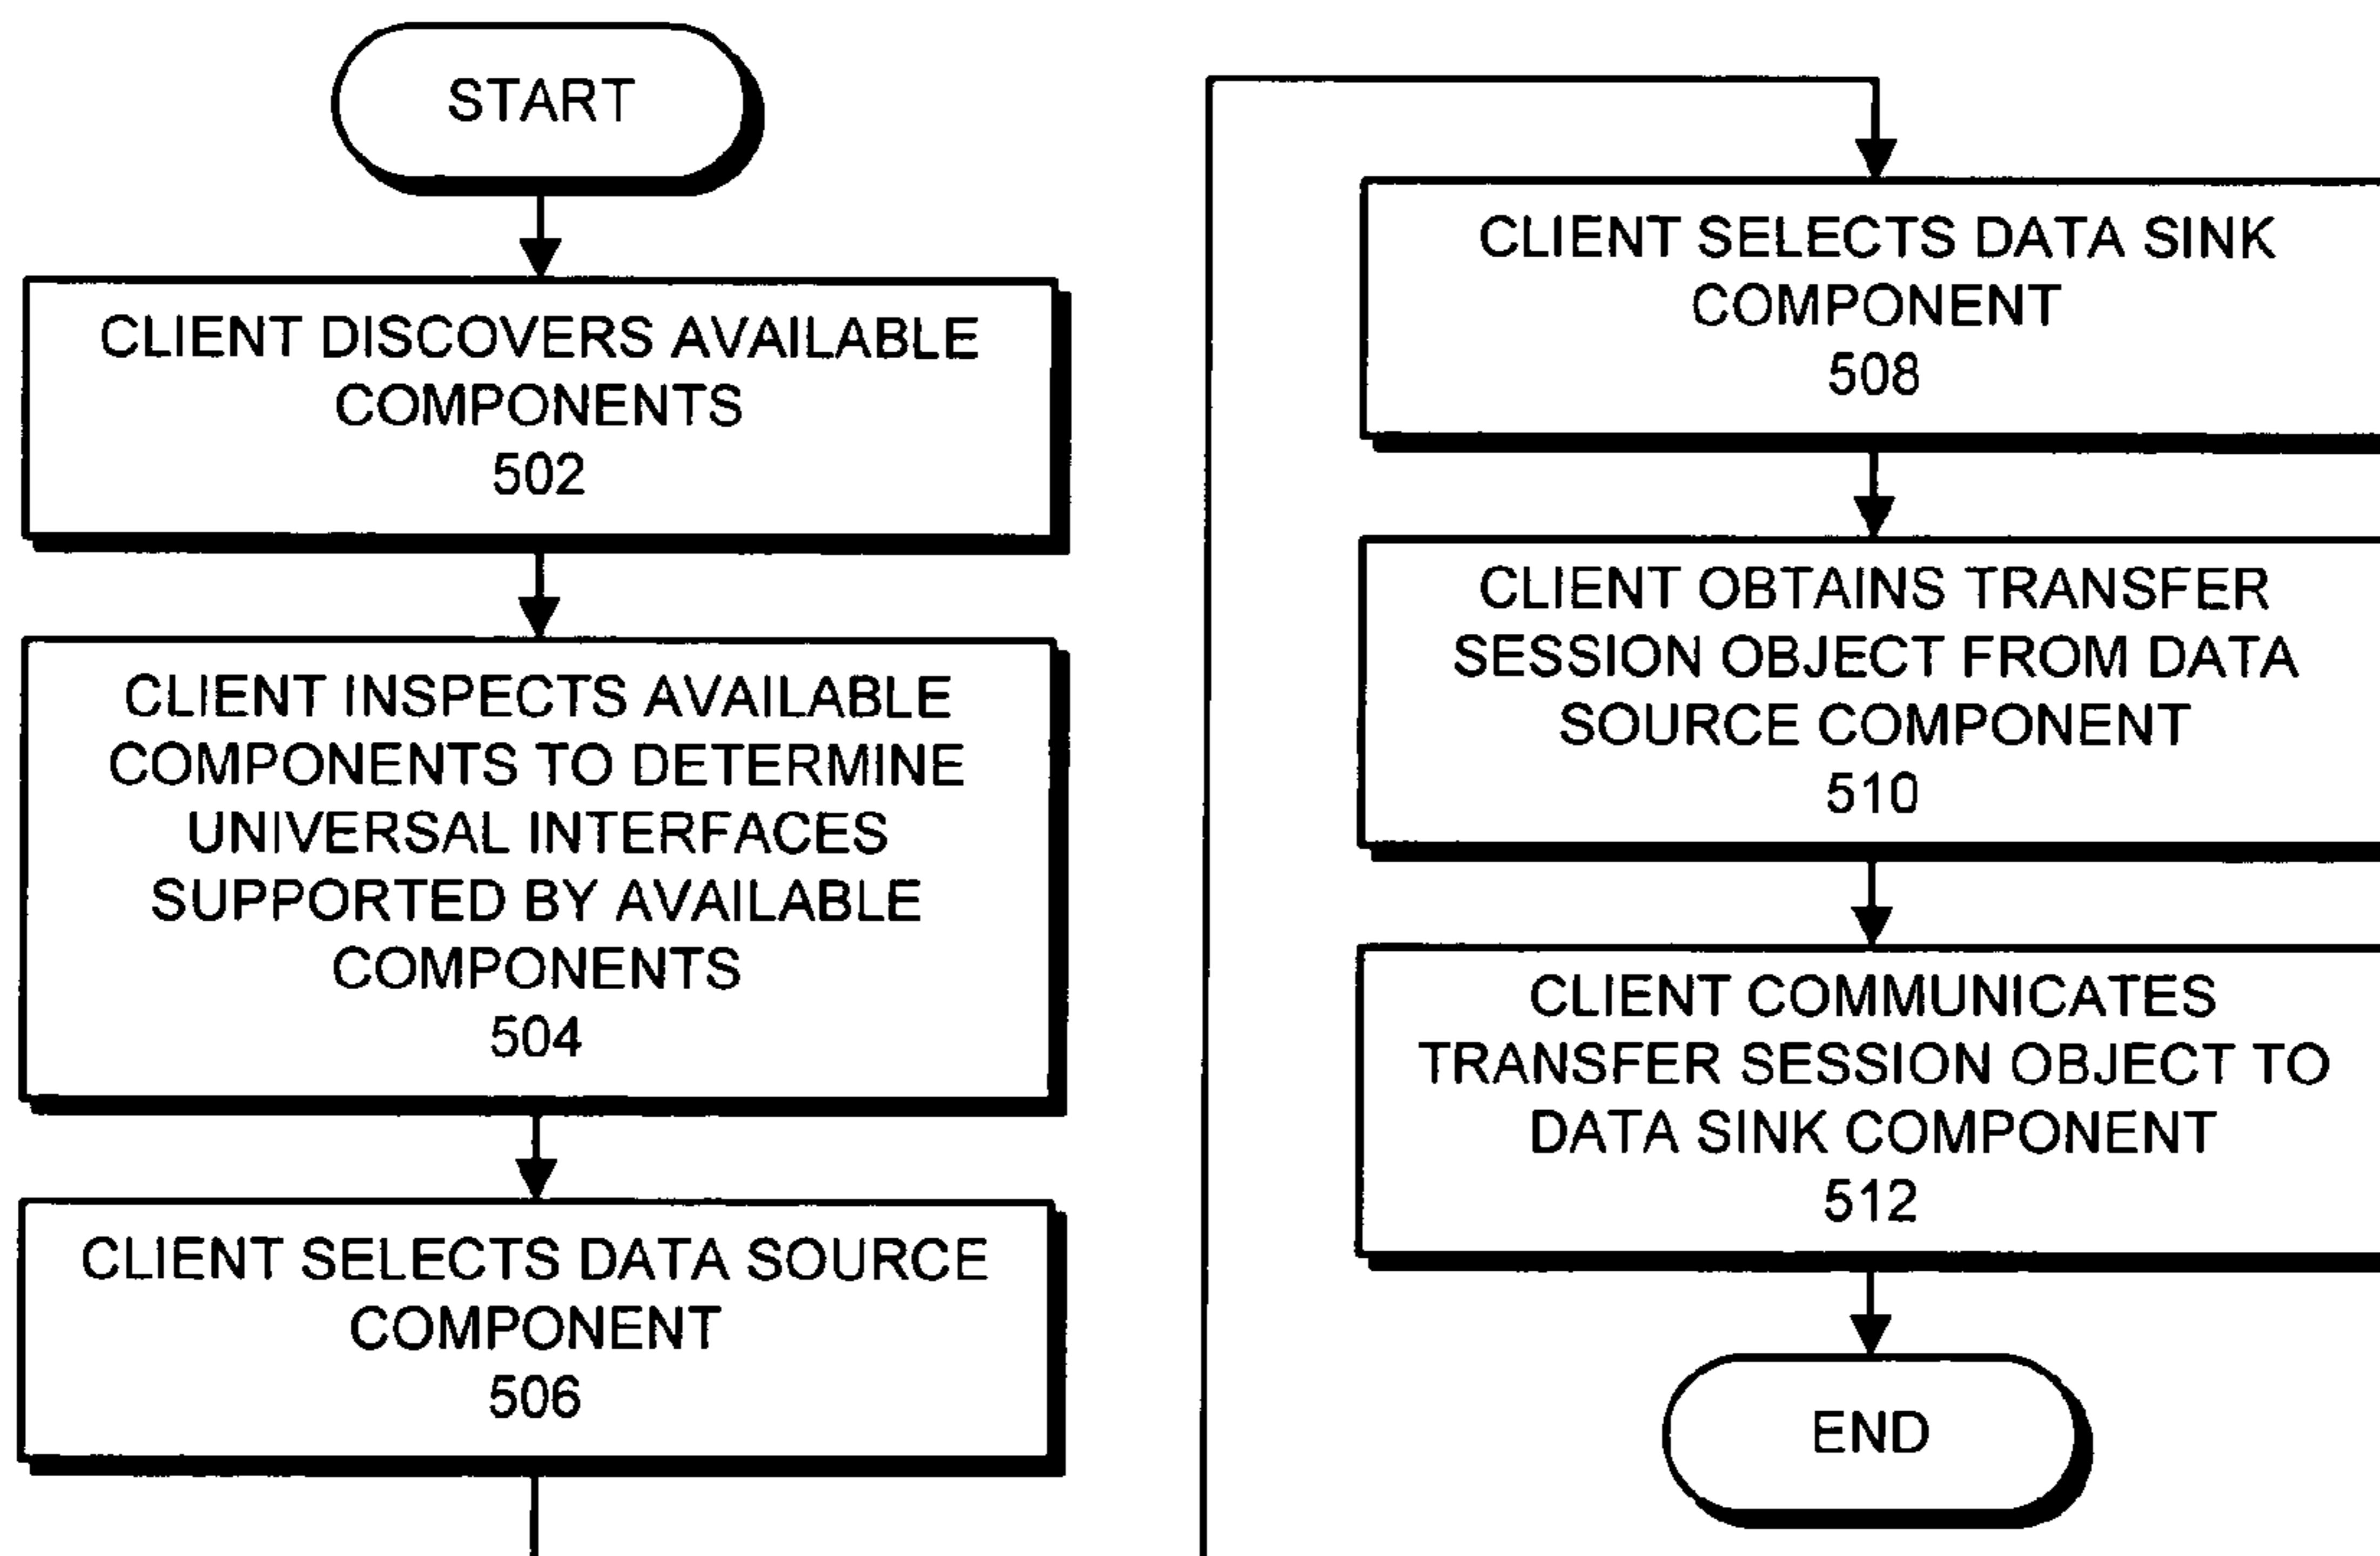 START
CLIENT DISCOVERS AVAILABLE
COMPONENTS
502
CLIENT INSPECTS AVAILABLE
COMPONENTS TO DETERMINE
UNIVERSAL INTERFACES
SUPPORTED BY AVAILABLE
COMPONENTS
504
CLIENT SELECTS DATA SOURCE
COMPONENT
506
CLIENT SELECTS DATA SINK
COMPONENT
508
CLIENT OBTAINS TRANSFER
SESSION OBJECT FROM DATA
SOURCE COMPONENT
510
CLIENT COMMUNICATES
TRANSFER SESSION OBJECT TO
DATA SINK COMPONENT
512
END